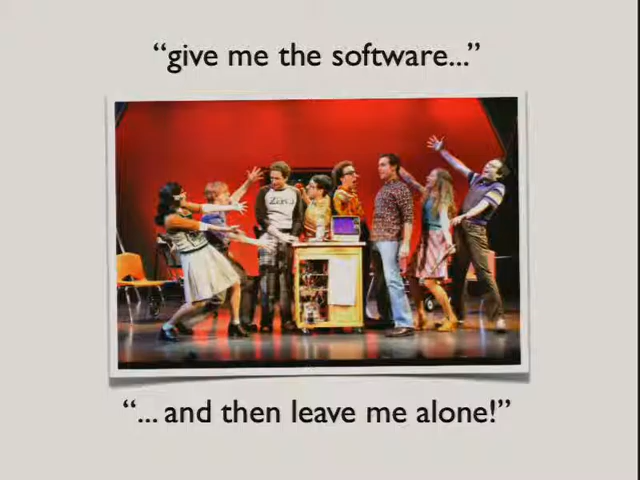 “give me the software...”
“... and then leave me alone!”